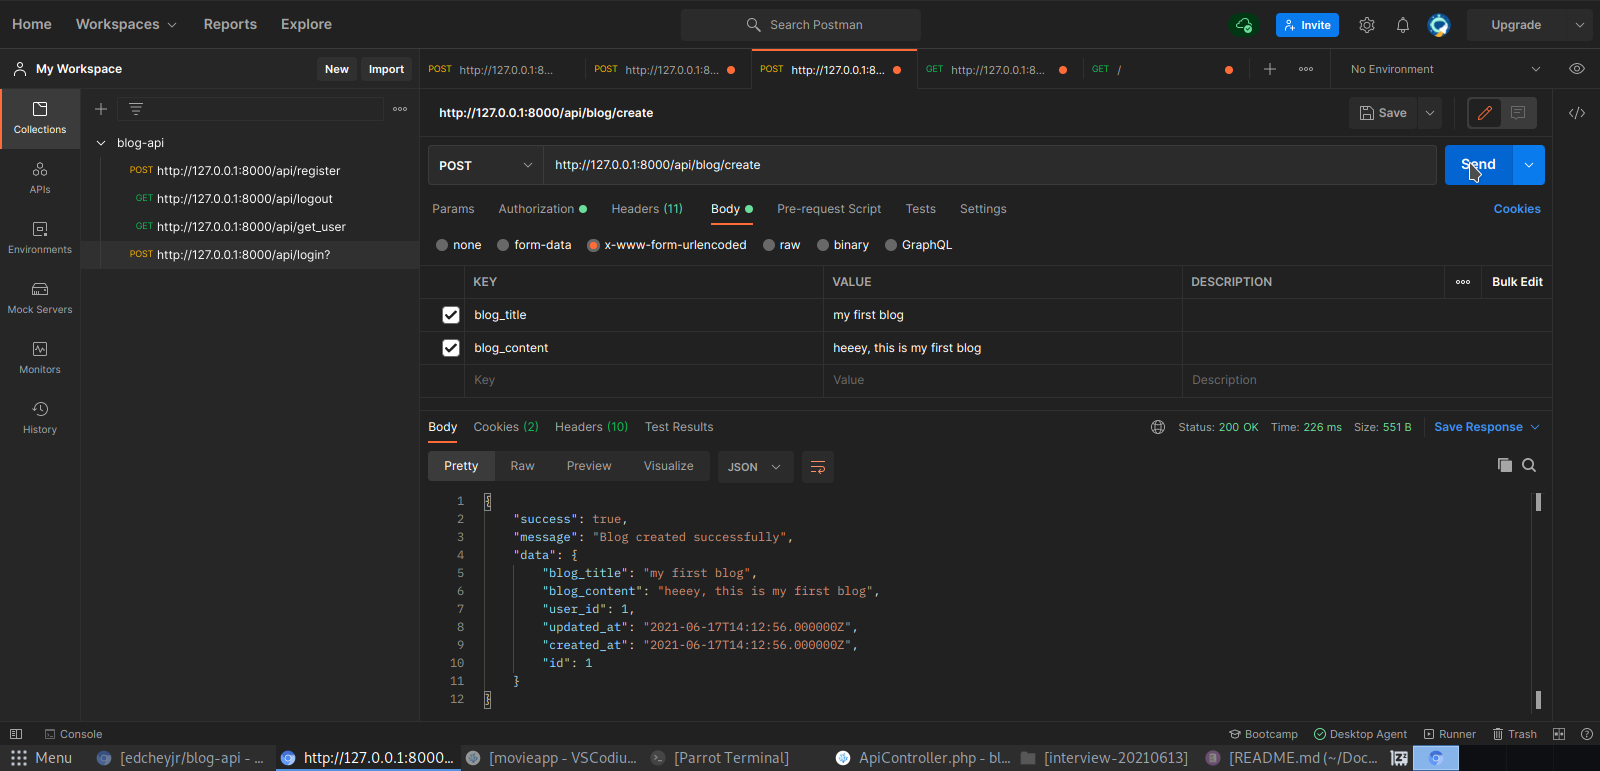 Home Workspaces Reports Explore Search Postman Invite Upgrade
My Workspace New Import
POST http://127.0.0.1:8... POST http://127.0.0.1:8... POST http://127.0.0.1:8... GET http://127.0.0.1:8... GET / No Environment
Collections
APIs
Environments
Mock Servers
Monitors
History
blog-api
POST http://127.0.0.1:8000/api/register
GET http://127.0.0.1:8000/api/logout
GET http://127.0.0.1:8000/api/get_user
POST http://127.0.0.1:8000/api/login?
http://127.0.0.1:8000/api/blog/create Save
POST http://127.0.0.1:8000/api/blog/create Send
Params Authorization Headers (11) Body Pre-request Script Tests Settings Cookies
none form-data x-www-form-urlencoded raw binary GraphQL
KEY VALUE DESCRIPTION Bulk Edit
blog_title my first blog
blog_content heeey, this is my first blog
Key Value Description
Body Cookies (2) Headers (10) Test Results Status: 200 OK Time: 226 ms Size: 551 B Save Response
Pretty Raw Preview Visualize JSON
1 {
2 "success": true,
3 "message": "Blog created successfully",
4 "data": {
5 "blog_title": "my first blog",
6 "blog_content": "heeey, this is my first blog",
7 "user_id": 1,
8 "updated_at": "2021-06-17T14:12:56.000000Z",
9 "created_at": "2021-06-17T14:12:56.000000Z",
10 "id": 1
11 }
12 }
Console Bootcamp Desktop Agent Runner Trash
Menu [edcheyjr/blog-api - ... http://127.0.0.1:8000... [movieapp - VSCodiu... [Parrot Terminal] ApiController.php - bl... [interview-20210613] [README.md (~/Doc...